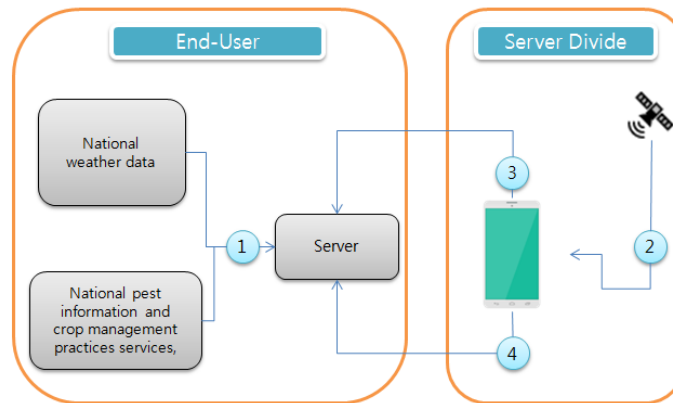 End-User
Server Divide
National
weather data
3
1
Server
2
National pest
information and
crop management
practices services,
4